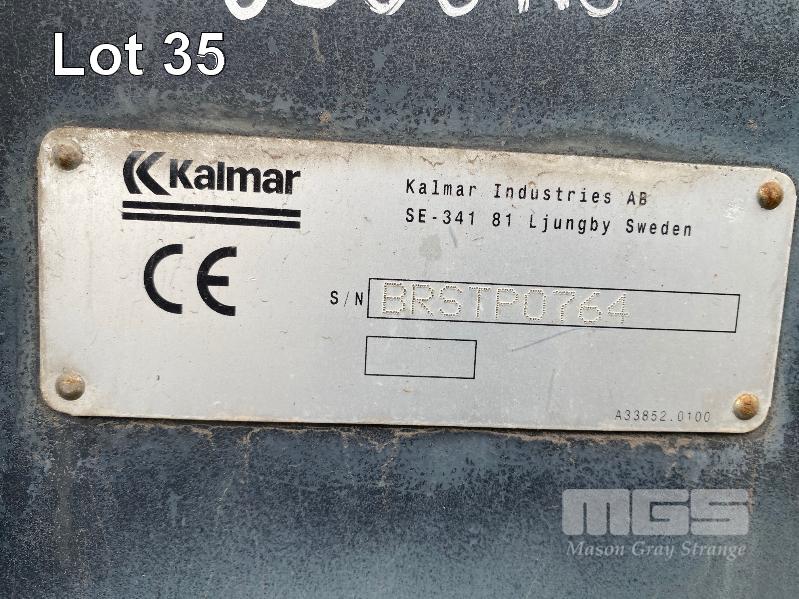 Lot 35
Kalmar
Kalmar Industries AB
SE-341 81 Ljungby Sweden
CE
S/N BRSTP0764
A33852.0100
MGS
Mason Gray Strange